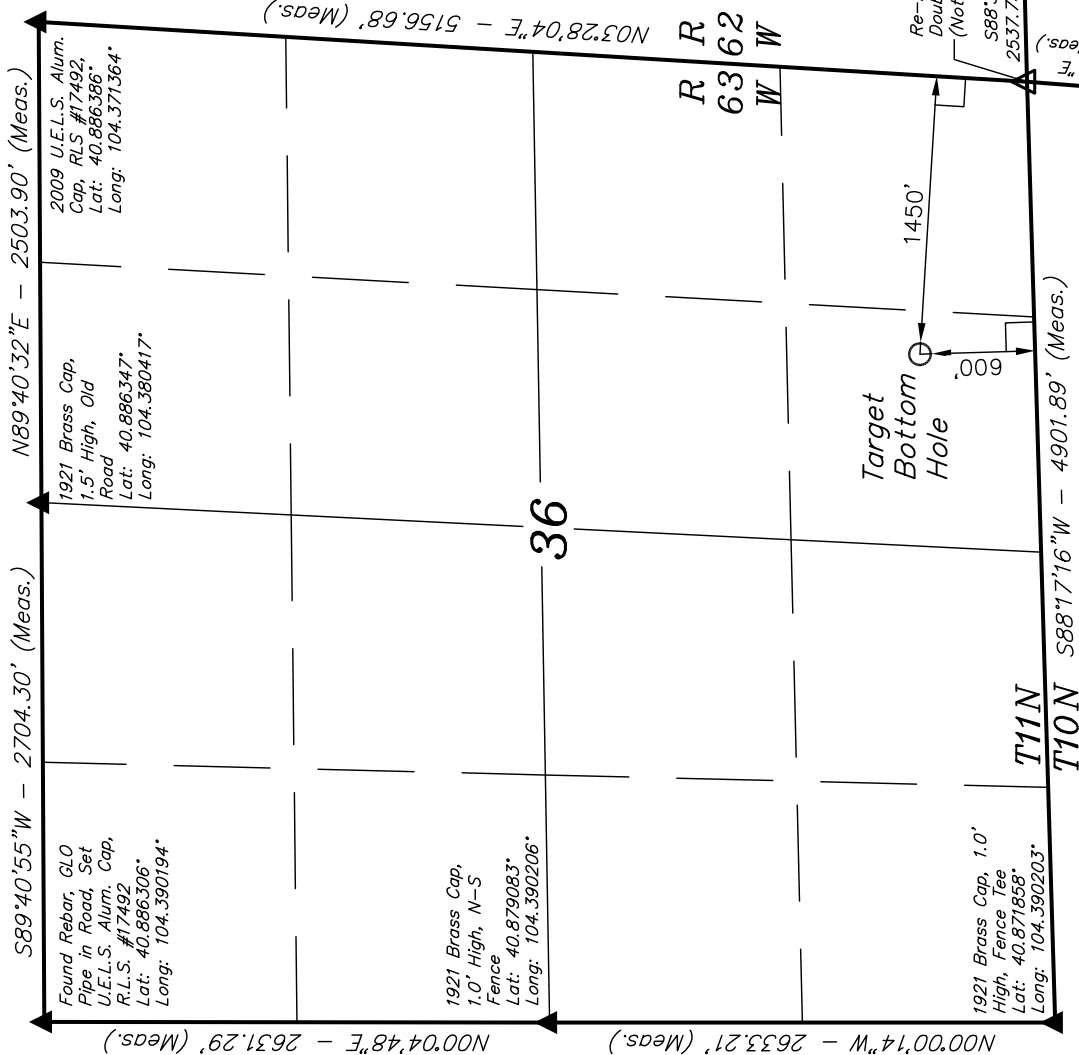 S89°40'55"W - 2704.30' (Meas.)
N89°40'32"E - 2503.90' (Meas.)
Found Rebar, GLO
Pipe in Road, Set
U.E.L.S. Alum. Cap,
R.L.S. #17492
Lat: 40.886306°
Long: 104.390194°
1921 Brass Cap,
1.5' High, Old
Road
Lat: 40.886347°
Long: 104.380417°
2009 U.E.L.S. Alum.
Cap, RLS #17492,
Lat: 40.886386°
Long: 104.371364°
N00°04'48"E - 2631.29' (Meas.)
N03°28'04"E - 5156.68' (Meas.)
1921 Brass Cap,
1.0' High, N-S
Fence
Lat: 40.879083°
Long: 104.390206°
36
R R
63 62
W W
N00°00'14"W - 2633.21' (Meas.)
Target
Bottom
Hole
1450'
600'
1921 Brass Cap, 1.0'
High, Fence Tee
Lat: 40.871858°
Long: 104.390203°
T11N
T10N
S88°17'16"W - 4901.89' (Meas.)
Re-
Doub
(Not
S88°
2537.7
"E